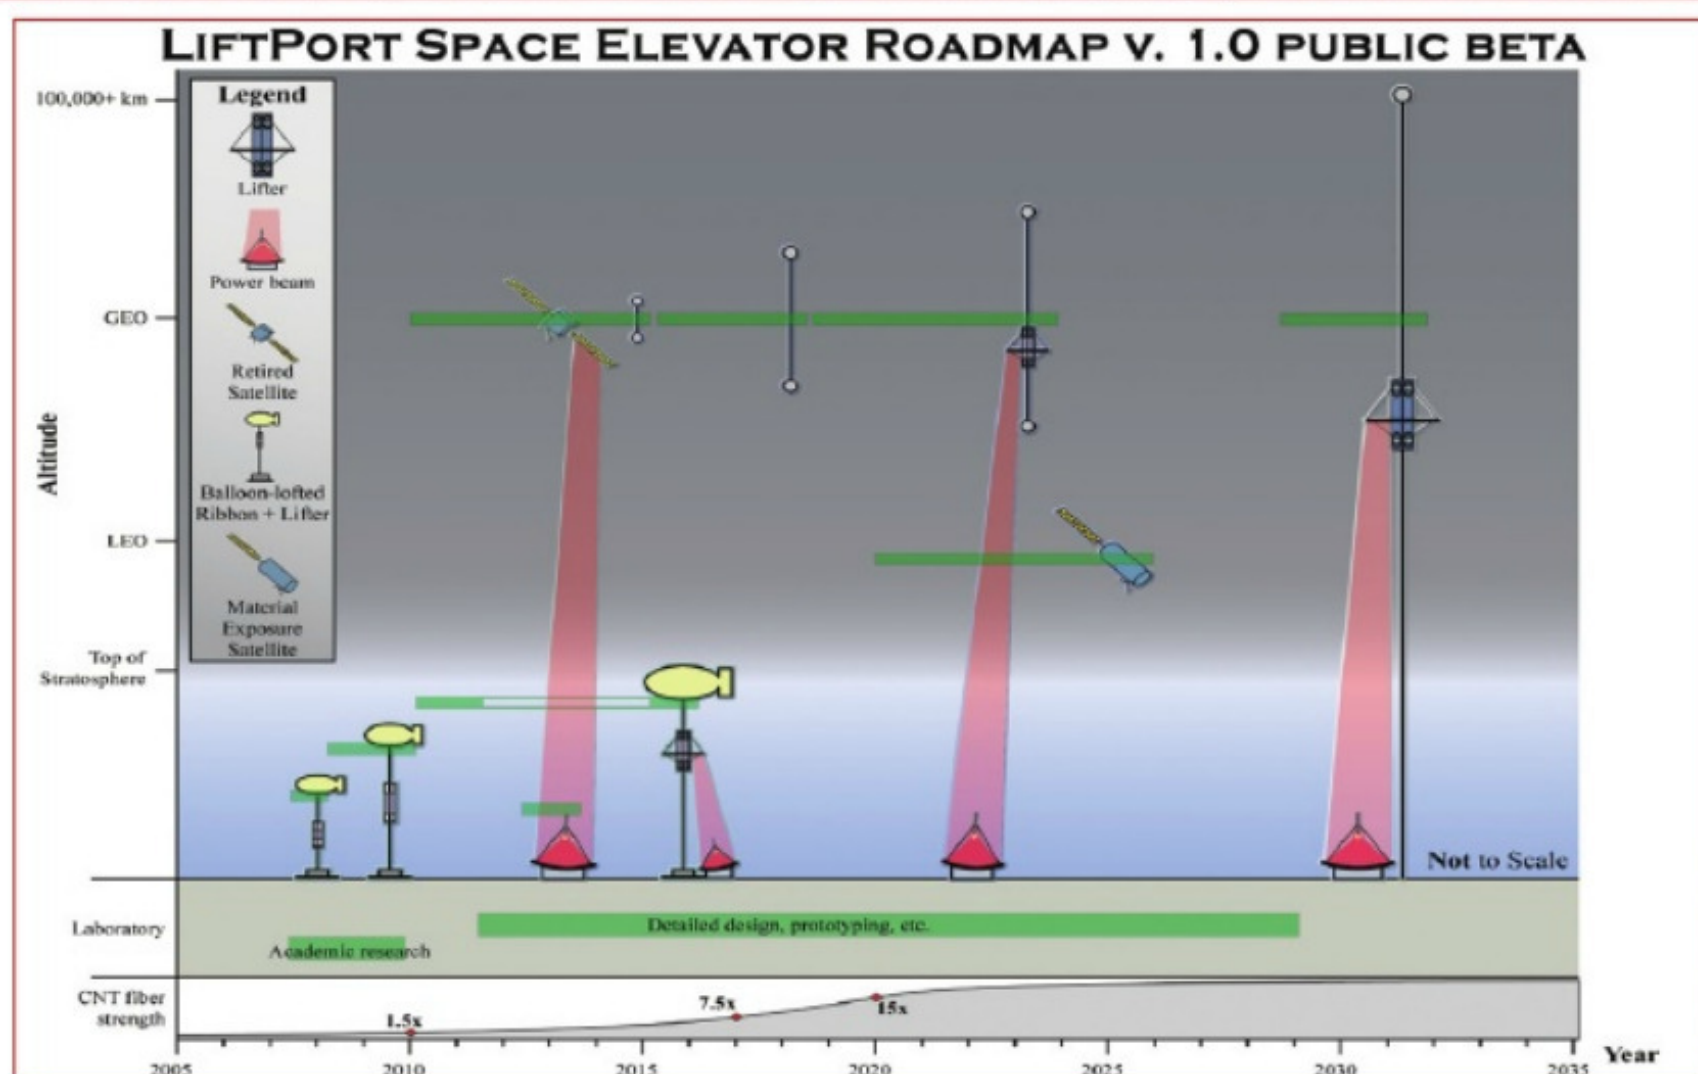 LIFTPORT SPACE ELEVATOR ROADMAP V. 1.0 PUBLIC BETA
100,000+ km
GEO
LEO
Top of
Stratosphere
Altitude
Legend
Lifter
Power beam
Retired
Satellite
Balloon-lofted
Ribbon + Lifter
Material
Exposure
Satellite
Not to Scale
Laboratory
Detailed design, prototyping, etc.
Academic research
CNT fiber
strength
1.5x
7.5x
15x
2005
2010
2015
2020
2025
2030
2035
Year